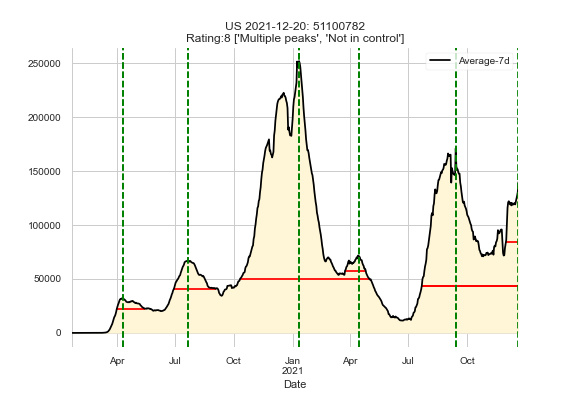 US 2021-12-20: 51100782
Rating:8 ['Multiple peaks', 'Not in control']
Average-7d
250000
200000
150000
100000
50000
0
Apr Jul Oct Jan Apr Jul Oct
2021
Date